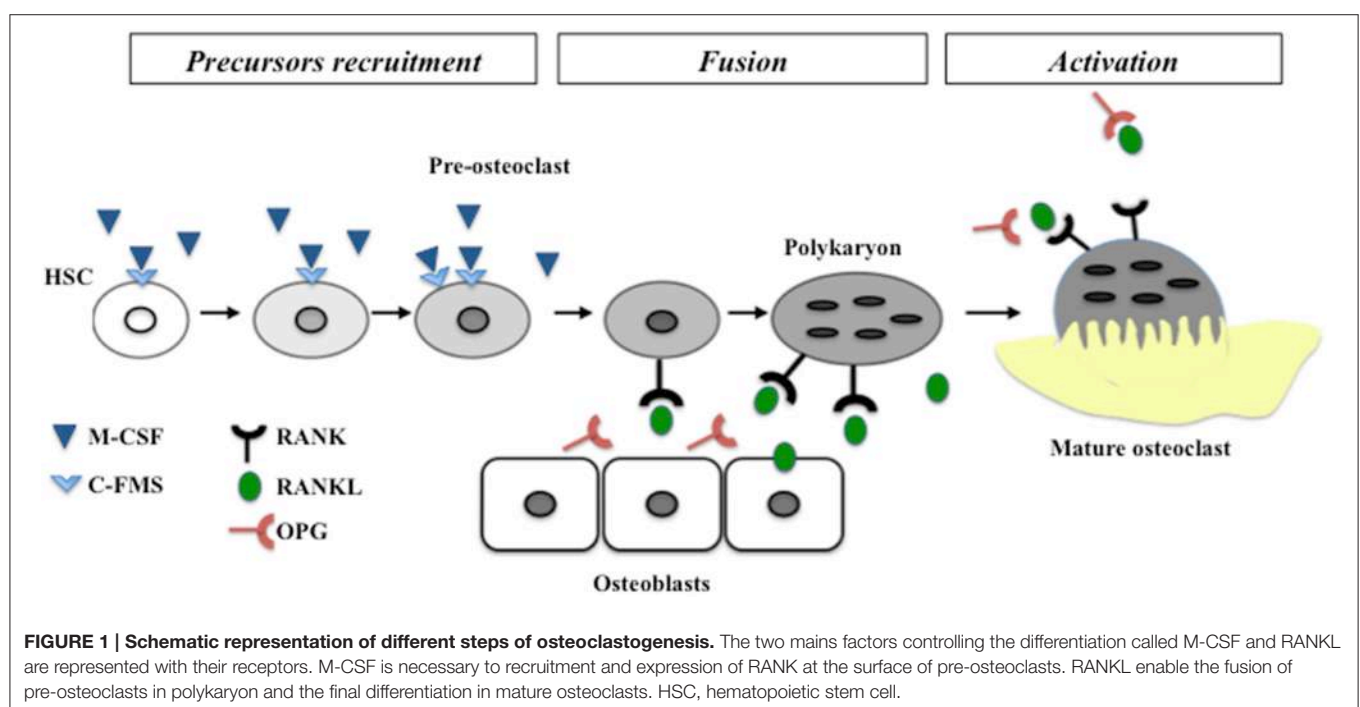 Precursors recruitment
Fusion
Activation
Pre-osteoclast
HSC
Polykaryon
M-CSF
RANK
C-FMS
RANKL
OPG
Mature osteoclast
Osteoblasts
FIGURE 1 | Schematic representation of different steps of osteoclastogenesis. The two mains factors controlling the differentiation called M-CSF and RANKL
are represented with their receptors. M-CSF is necessary to recruitment and expression of RANK at the surface of pre-osteoclasts. RANKL enable the fusion of
pre-osteoclasts in polykaryon and the final differentiation in mature osteoclasts. HSC, hematopoietic stem cell.